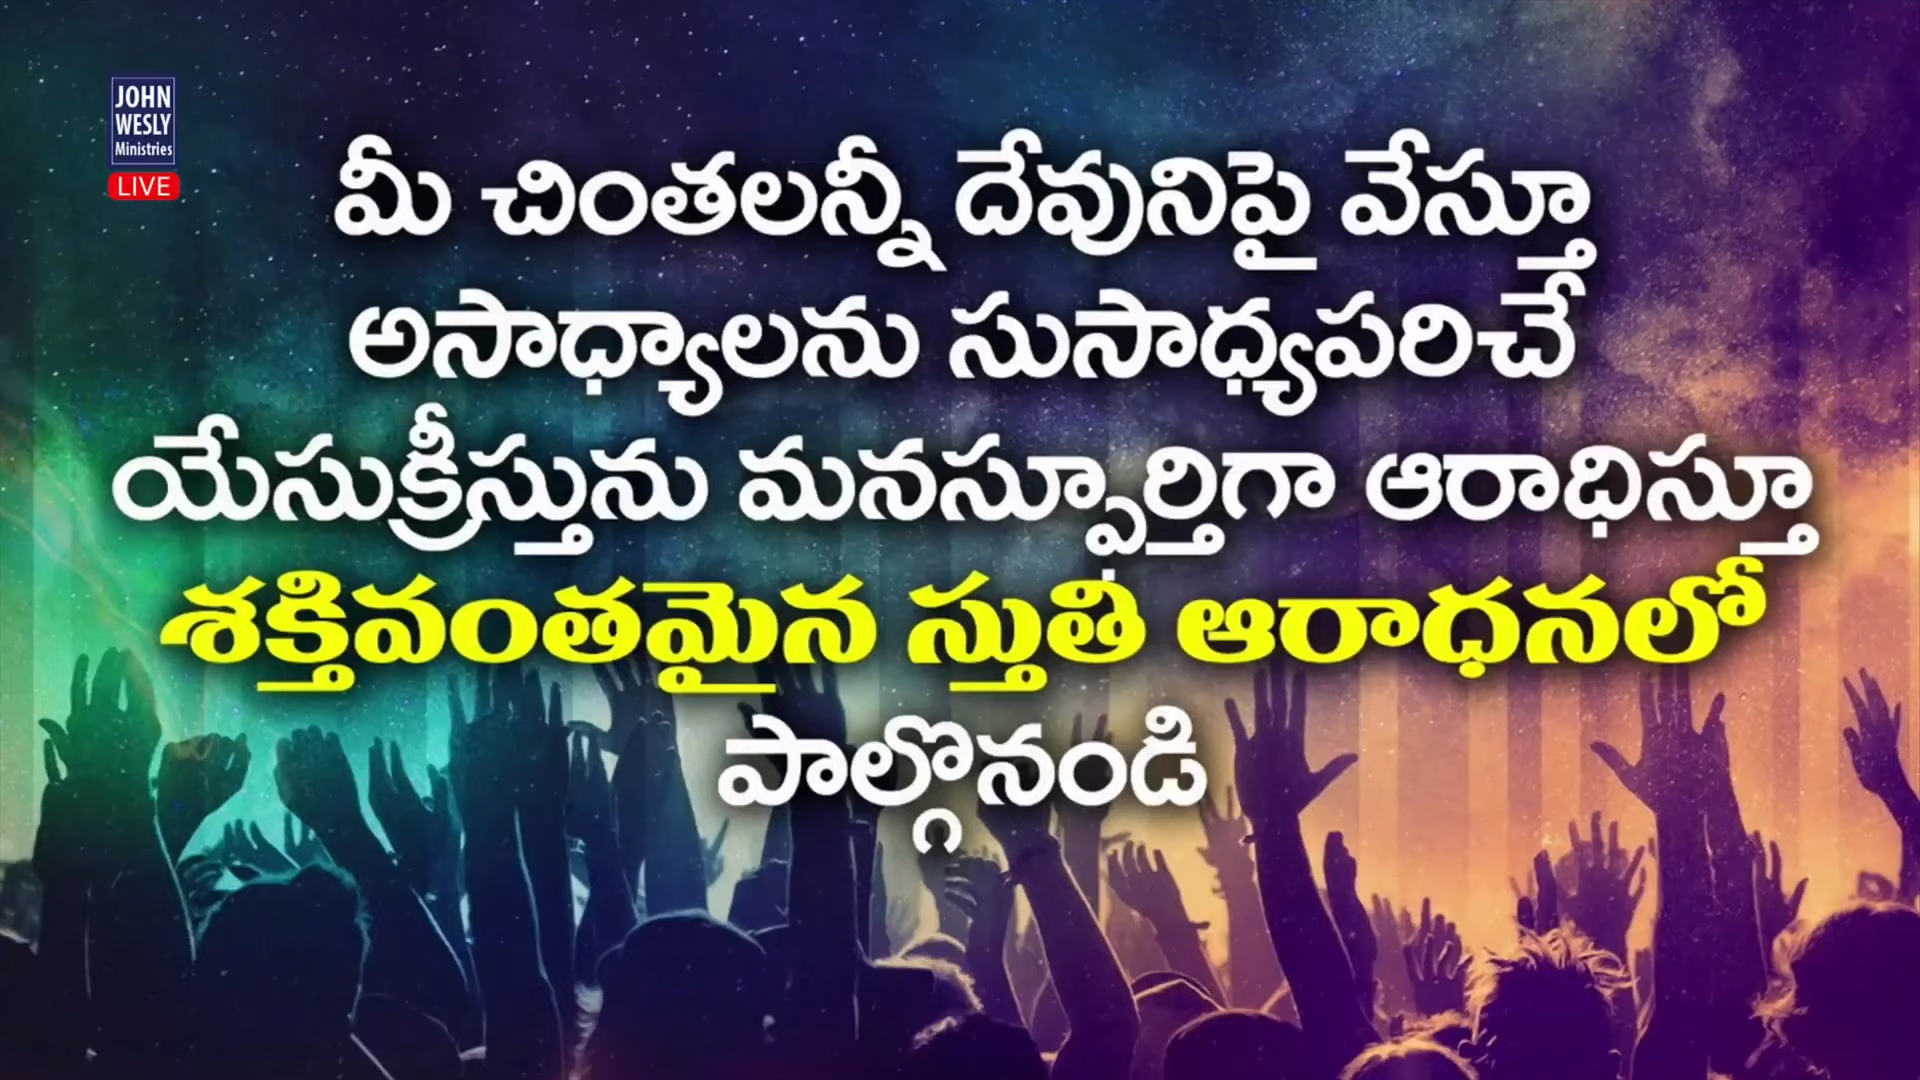 JOHN
WESLY
Ministries
LIVE
మీ చింతలన్నీ దేవునిపై వేస్తూ
అసాధ్యాలను సుసాధ్యపరిచే
యేసుక్రీస్తును మనస్ఫూర్తిగా ఆరాధిస్తూ
శక్తివంతమైన స్తుతి ఆరాధనలో
పాల్గొనండి